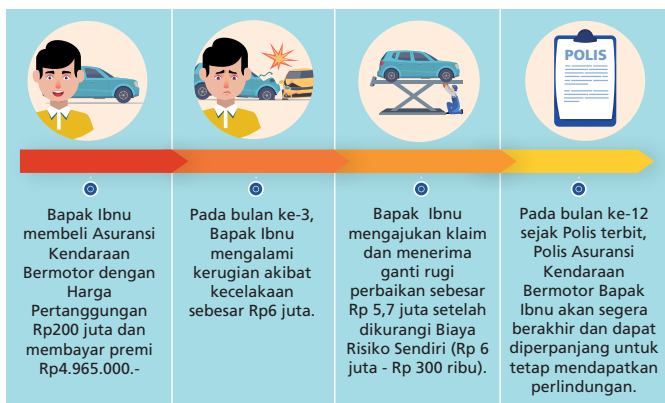 POLIS
Bapak Ibnu
membeli Asuransi
Kendaraan
Bermotor dengan
Harga
Pertanggungan
Rp200 juta dan
membayar premi
Rp4.965.000.-
Pada bulan ke-3,
Bapak Ibnu
mengalami
kerugian akibat
kecelakaan
sebesar Rp6 juta.
Bapak Ibnu
mengajukan klaim
dan menerima
ganti rugi
perbaikan sebesar
Rp 5,7 juta setelah
dikurangi Biaya
Risiko Sendiri (Rp 6
juta - Rp 300 ribu).
Pada bulan ke-12
sejak Polis terbit,
Polis Asuransi
Kendaraan
Bermotor Bapak
Ibnu akan segera
berakhir dan dapat
diperpanjang untuk
tetap mendapatkan
perlindungan.